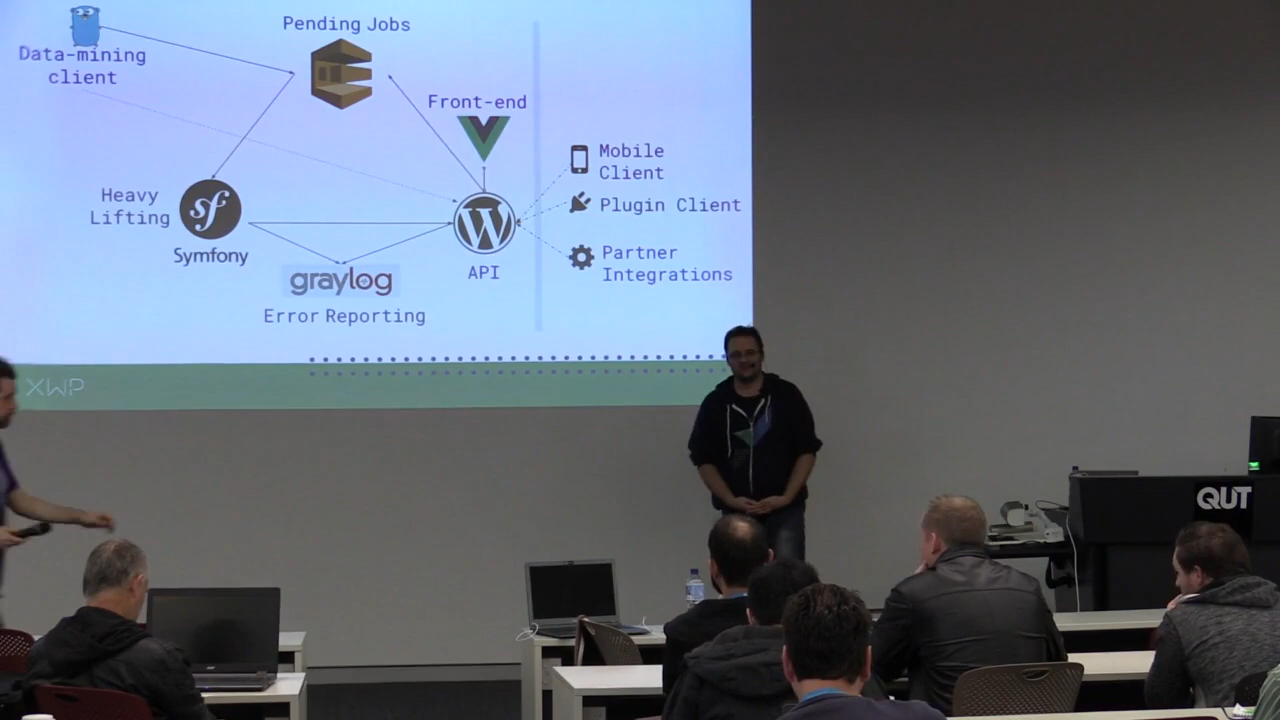 Pending Jobs
Data-mining
client
Front-end
Mobile
Client
Heavy
Lifting
sf
Plugin Client
W
Symfony
Partner
Integrations
API
graylog
Error Reporting
XWP
QUT